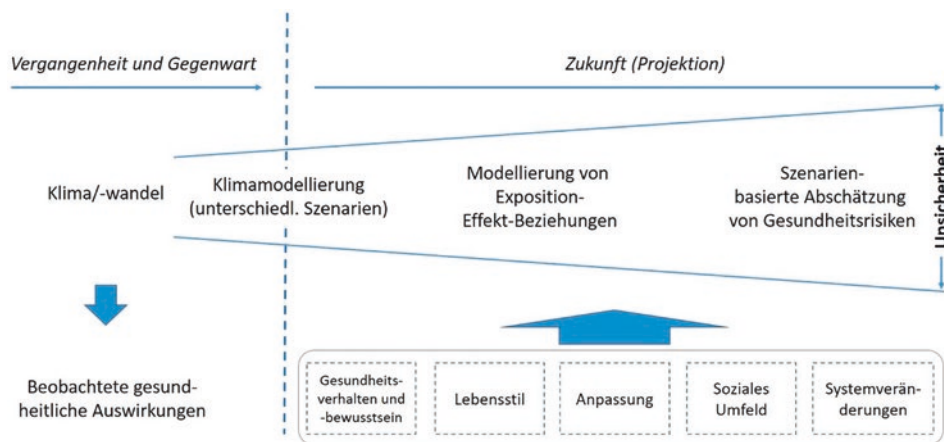 Vergangenheit und Gegenwart
Zukunft (Projektion)
Klima/-wandel
Klimamodellierung
(unterschiedl. Szenarien)
Modellierung von
Exposition-
Effekt-Beziehungen
Szenarien-
basierte Abschätzung
von Gesundheitsrisiken
Unsicherheit
Beobachtete gesund-
heitliche Auswirkungen
Gesundheits-
verhalten und
-bewusstsein
Lebensstil
Anpassung
Soziales
Umfeld
Systemverän-
derungen